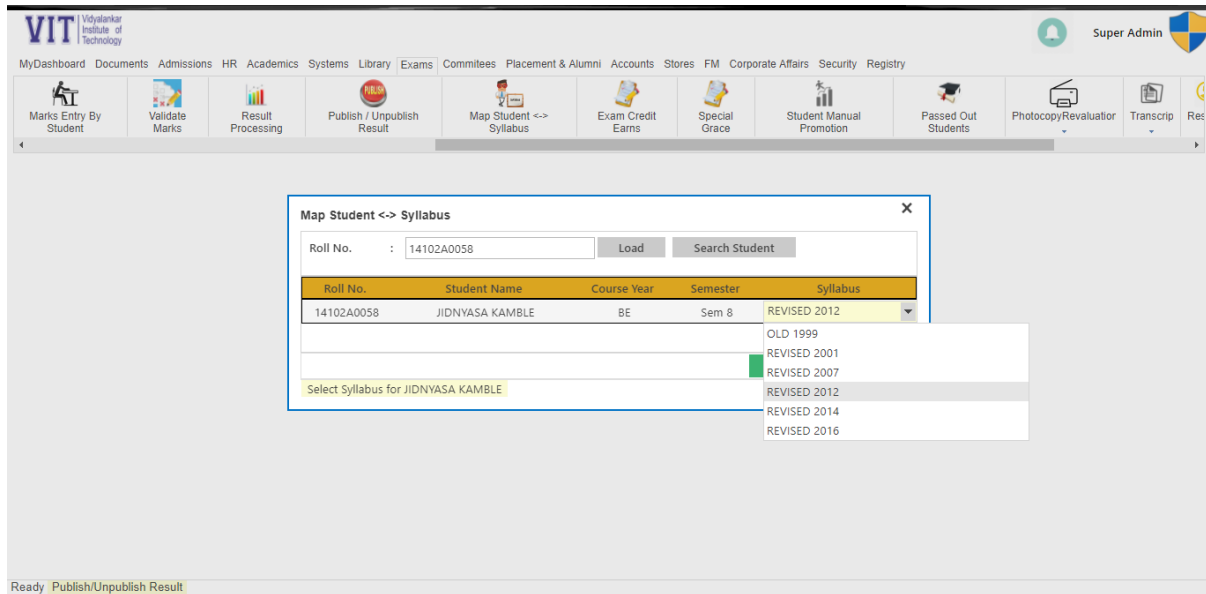 VIT Vidyalankar
Institute of
Technology
Super Admin
MyDashboard Documents Admissions HR Academics Systems Library Exams Commitees Placement & Alumni Accounts Stores FM Corporate Affairs Security Registry
PUBLISH
Marks Entry By Student
Validate Marks
Result Processing
Publish / Unpublish Result
Map Student <-> Syllabus
Exam Credit Earns
Special Grace
Student Manual Promotion
Passed Out Students
PhotocopyRevaluation
Transcrip
Res
Map Student <-> Syllabus
Roll No. : 14102A0058 Load Search Student
Roll No. Student Name Course Year Semester Syllabus
14102A0058 JIDNYASA KAMBLE BE Sem 8 REVISED 2012
OLD 1999
REVISED 2001
REVISED 2007
REVISED 2012
REVISED 2014
REVISED 2016
Select Syllabus for JIDNYASA KAMBLE
Ready Publish/Unpublish Result